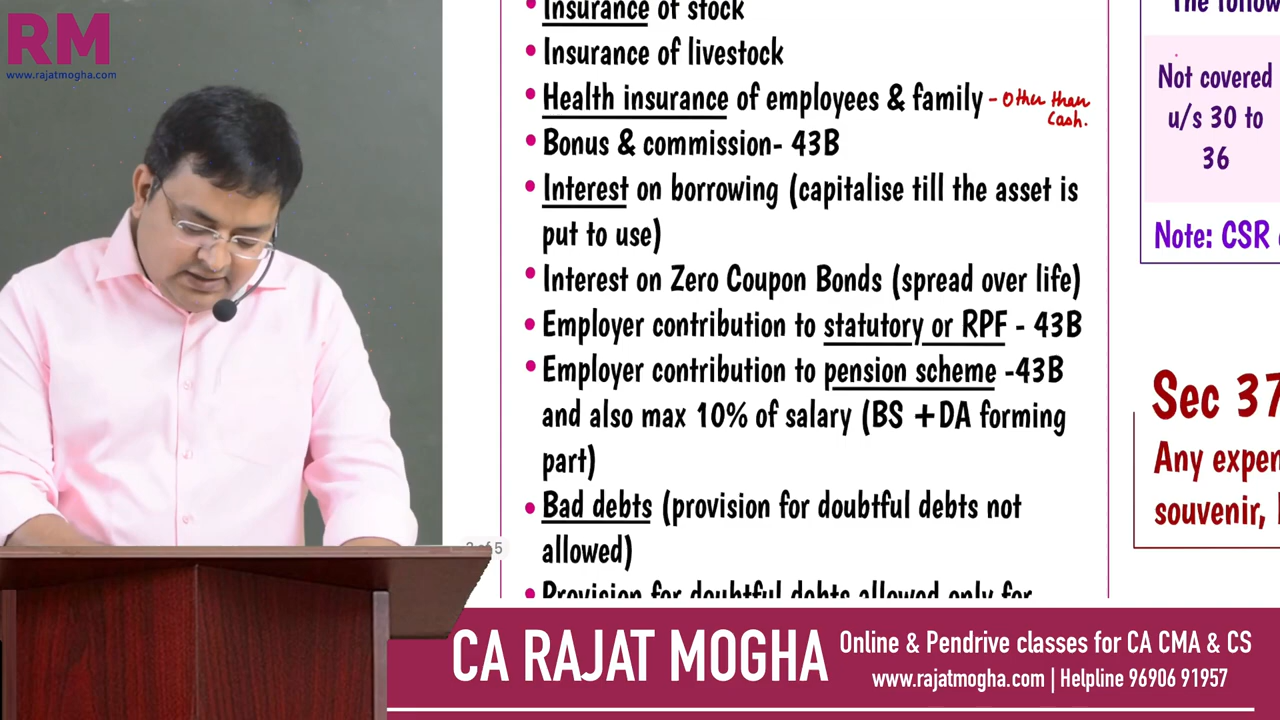 RM
www.rajatmogha.com
• Insurance of stock
• Insurance of livestock
• Health insurance of employees & family - Other than
Cash.
• Bonus & commission- 43B
• Interest on borrowing (capitalise till the asset is
put to use)
• Interest on Zero Coupon Bonds (spread over life)
• Employer contribution to statutory or RPF - 43B
• Employer contribution to pension scheme -43B
and also max 10% of salary (BS +DA forming
part)
• Bad debts (provision for doubtful debts not
allowed)
• Provision for doubtful debts allowed only for
The follow
Not covered
u/s 30 to
36
Note: CSR
Sec 37
Any expen
souvenir,
CA RAJAT MOGHA
Online & Pendrive classes for CA CMA & CS
www.rajatmogha.com | Helpline 96906 91957